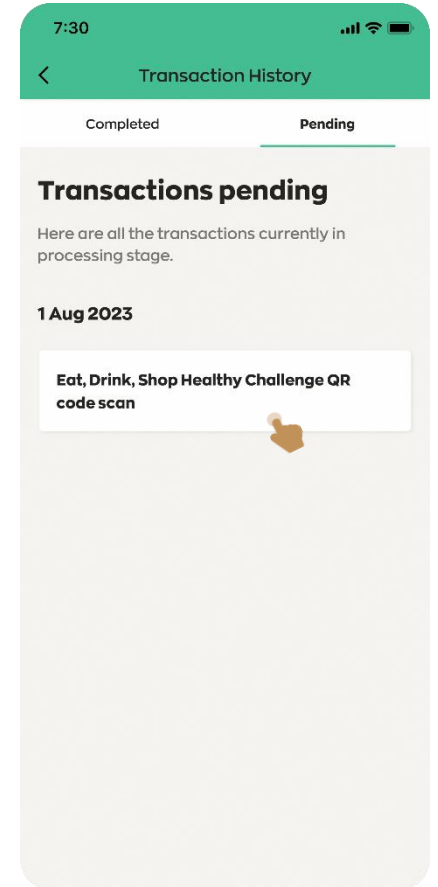 7:30
Transaction History
Completed
Pending
Transactions pending
Here are all the transactions currently in
processing stage.
1 Aug 2023
Eat, Drink, Shop Healthy Challenge QR
code scan